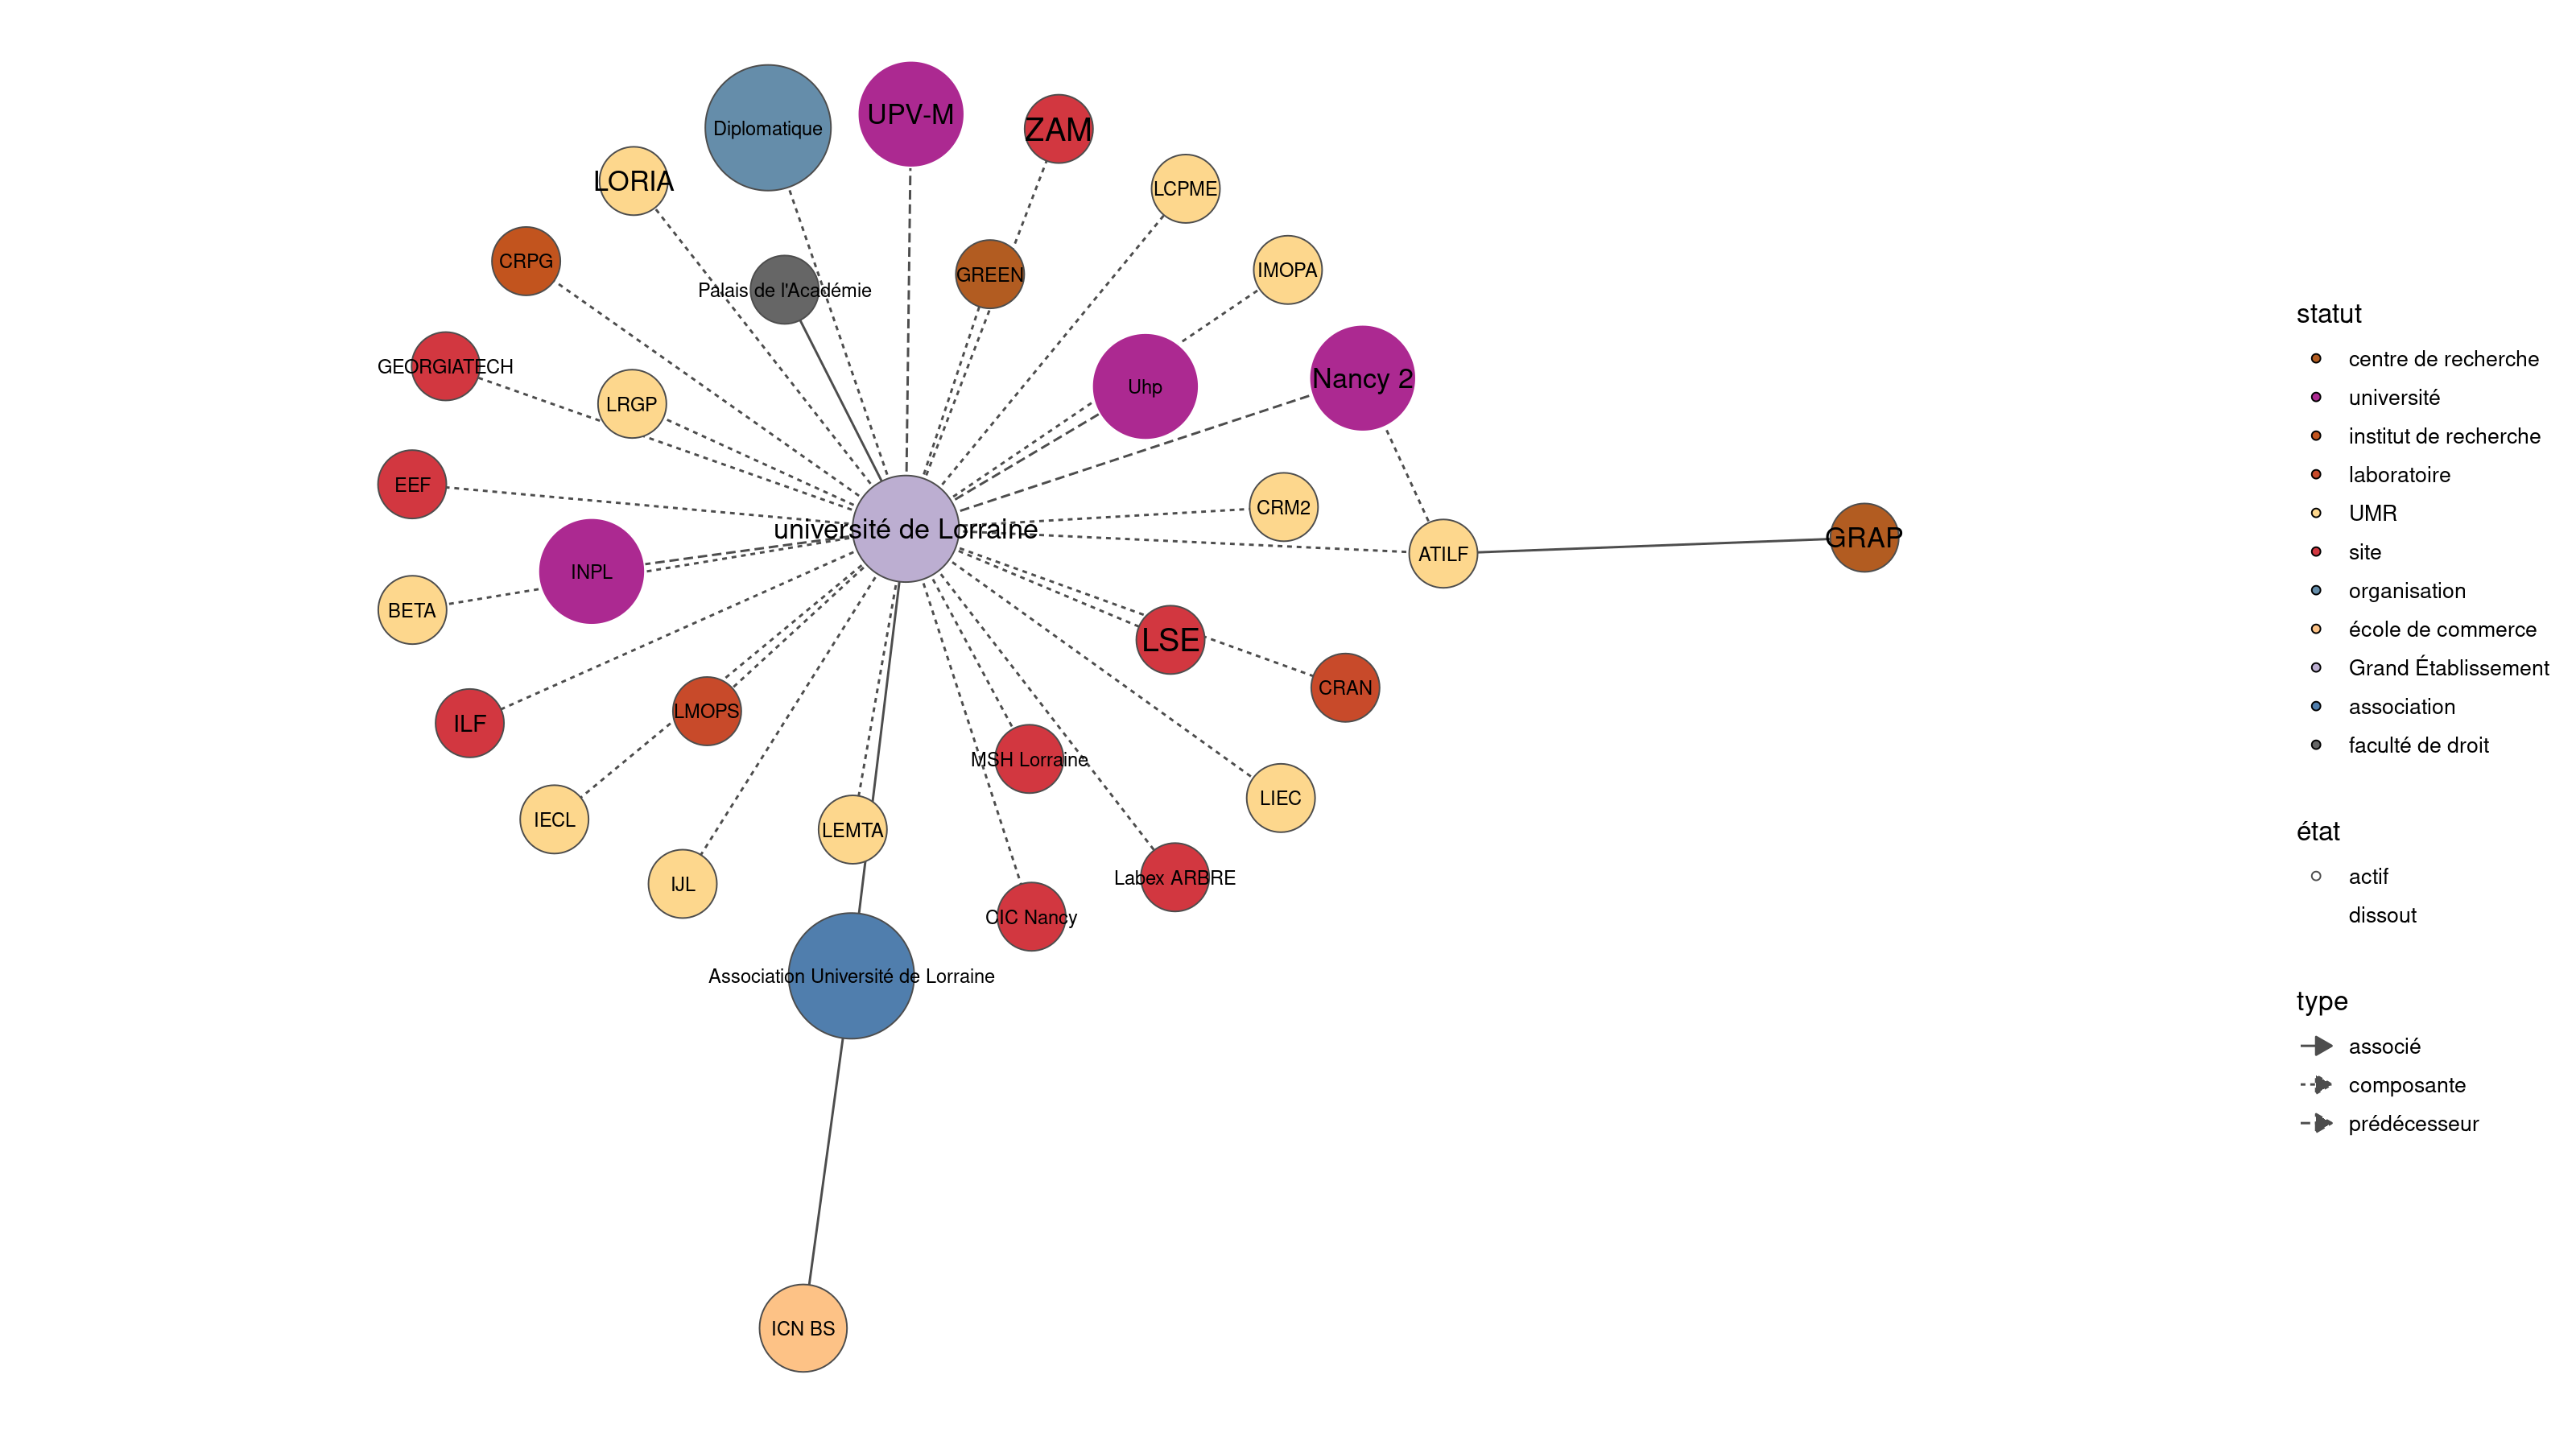 Diplomatique
UPV-M
ZAM
LORIA
LCPME
CRPG
Palais de l'Académie
GREEN
IMOPA
GEORGIATECH
LRGP
Uhp
Nancy 2
EEF
CRM2
université de Lorraine
GRAP
ATILF
INPL
BETA
LSE
CRAN
ILF
LMOPS
MSH Lorraine
LIEC
IECL
LEMTA
IJL
Labex ARBRE
CIC Nancy
Association Université de Lorraine
ICN BS
statut
centre de recherche
université
institut de recherche
laboratoire
UMR
site
organisation
école de commerce
Grand Établissement
association
faculté de droit
état
actif
dissout
type
associé
composante
prédécesseur